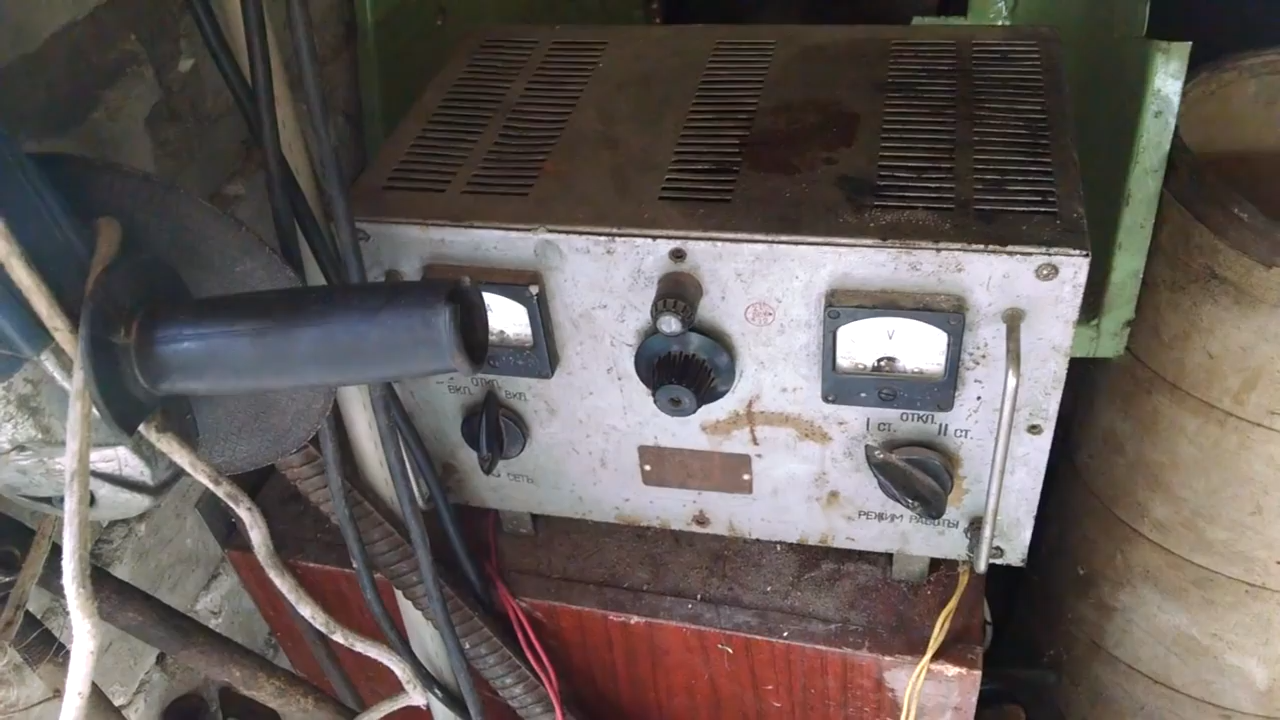 V
ОТКЛ.
ВКЛ. ВКЛ.
СЕТЬ
ОТКЛ.
I СТ. II СТ.
РЕЖИМ РАБОТЫ